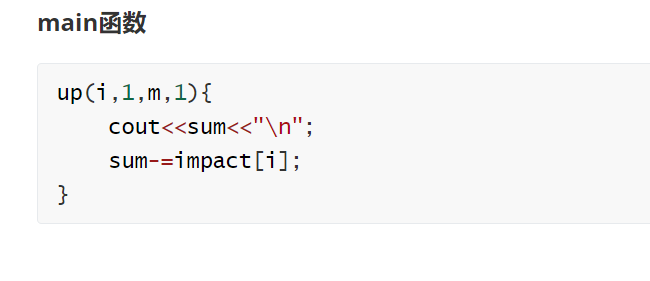 main函数
up(i,1,m,1){
    cout<<sum<<"\n";
    sum-=impact[i];
}